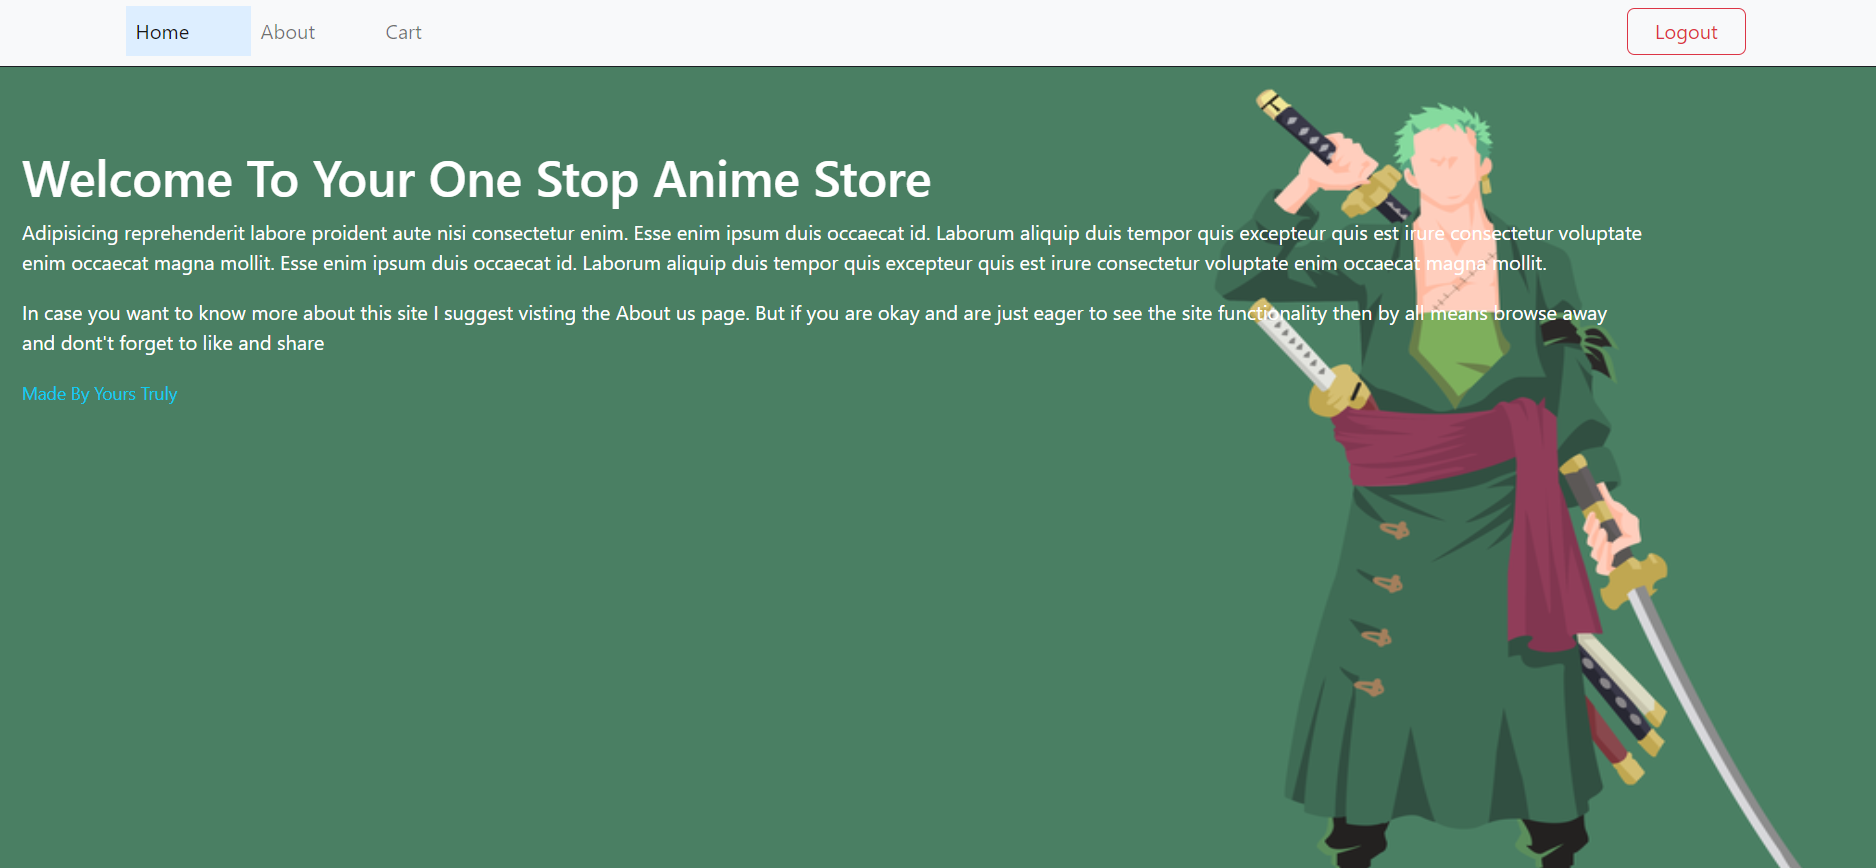 Home About Cart Logout
Welcome To Your One Stop Anime Store
Adipisicing reprehenderit labore proident aute nisi consectetur enim. Esse enim ipsum duis occaecat id. Laborum aliquip duis tempor quis excepteur quis est irure consectetur voluptate
enim occaecat magna mollit. Esse enim ipsum duis occaecat id. Laborum aliquip duis tempor quis excepteur quis est irure consectetur voluptate enim occaecat magna mollit.
In case you want to know more about this site I suggest visting the About us page. But if you are okay and are just eager to see the site functionality then by all means browse away
and dont't forget to like and share
Made By Yours Truly